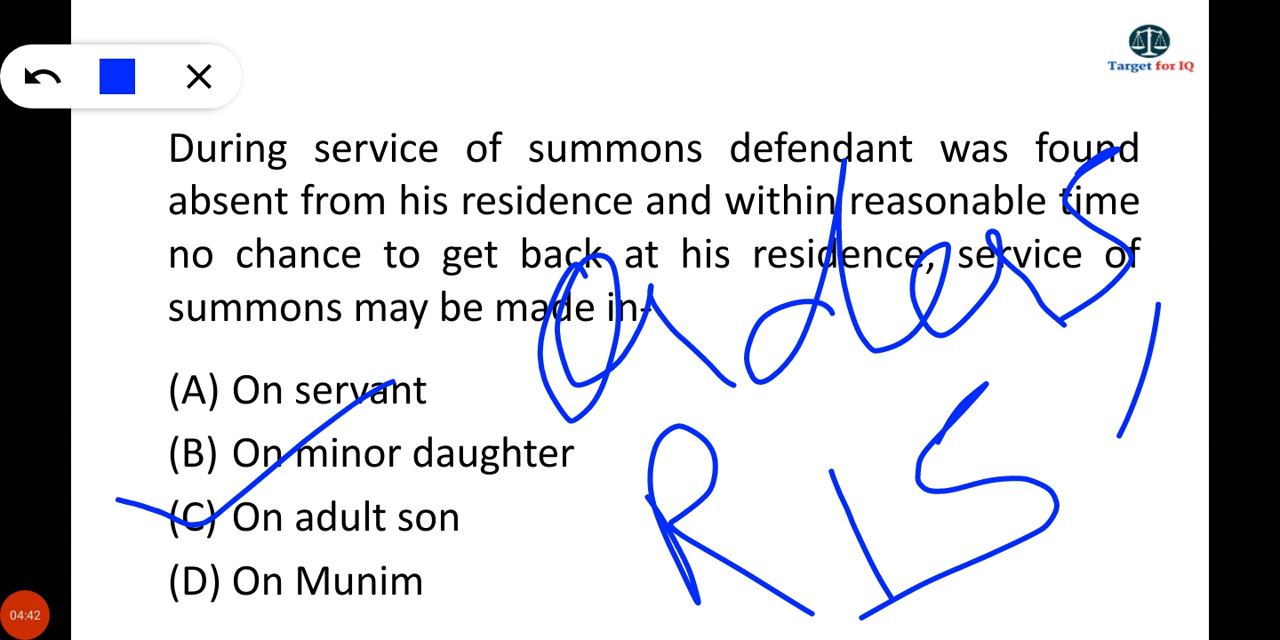 Target for IQ
During service of summons defendant was found
absent from his residence and within reasonable time
no chance to get back at his residence, service of
summons may be made in-
(A) On servant
(B) On minor daughter
(C) On adult son
(D) On Munim
Order 5,
R 15
04:42